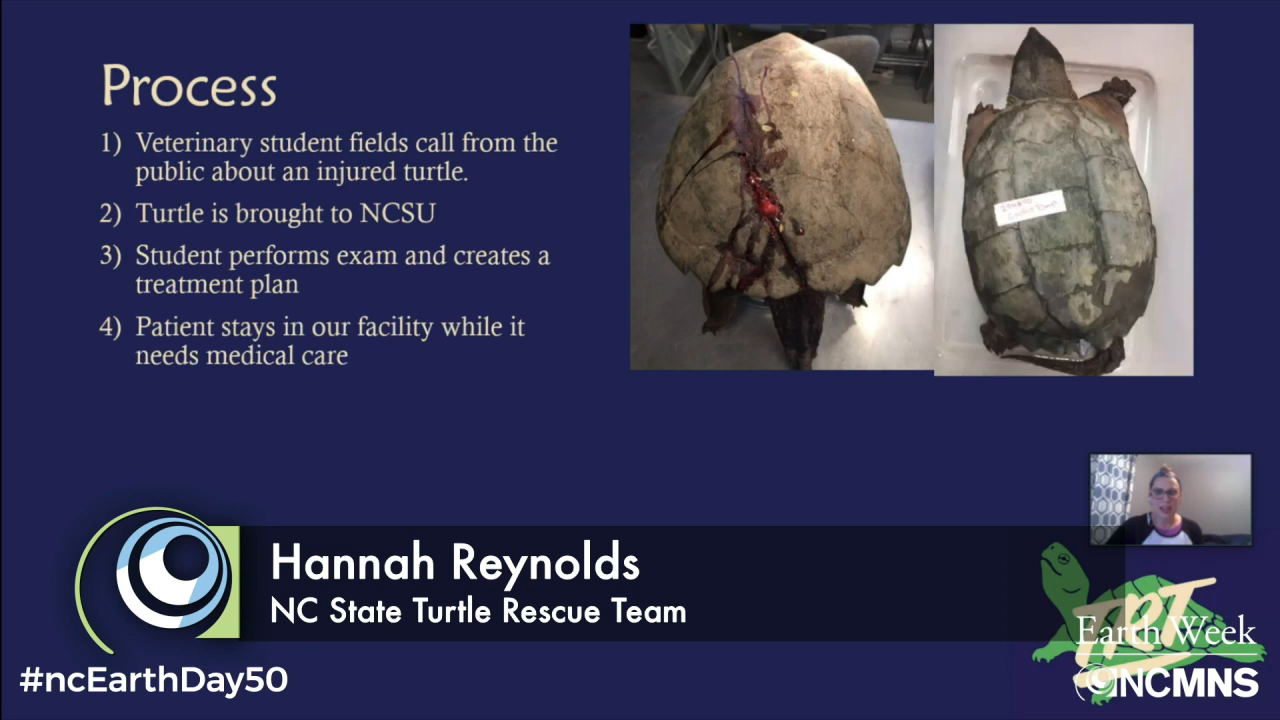 Process
1) Veterinary student fields call from the
public about an injured turtle.
2) Turtle is brought to NCSU
3) Student performs exam and creates a
treatment plan
4) Patient stays in our facility while it
needs medical care
Hannah Reynolds
NC State Turtle Rescue Team
#ncEarthDay50
TRT
Earth Week
NCMNS